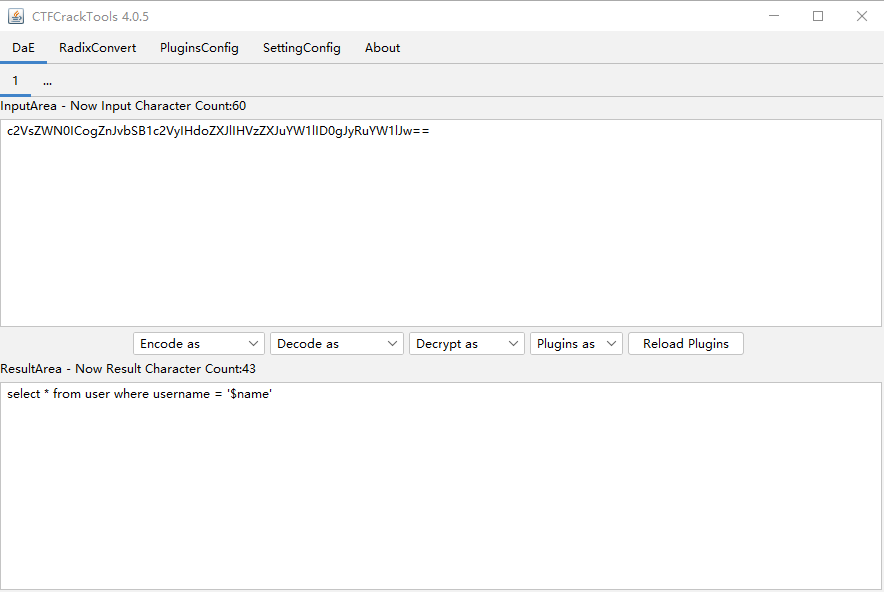 CTFCrackTools 4.0.5
DaE RadixConvert PluginsConfig SettingConfig About
1 ...
InputArea - Now Input Character Count:60
c2VsZWN0ICogZnJvbSB1c2VyIHdoZXJlIHVzZXJuYW1lID0gJyRuYW1lJw==
Encode as Decode as Decrypt as Plugins as Reload Plugins
ResultArea - Now Result Character Count:43
select * from user where username = '$name'